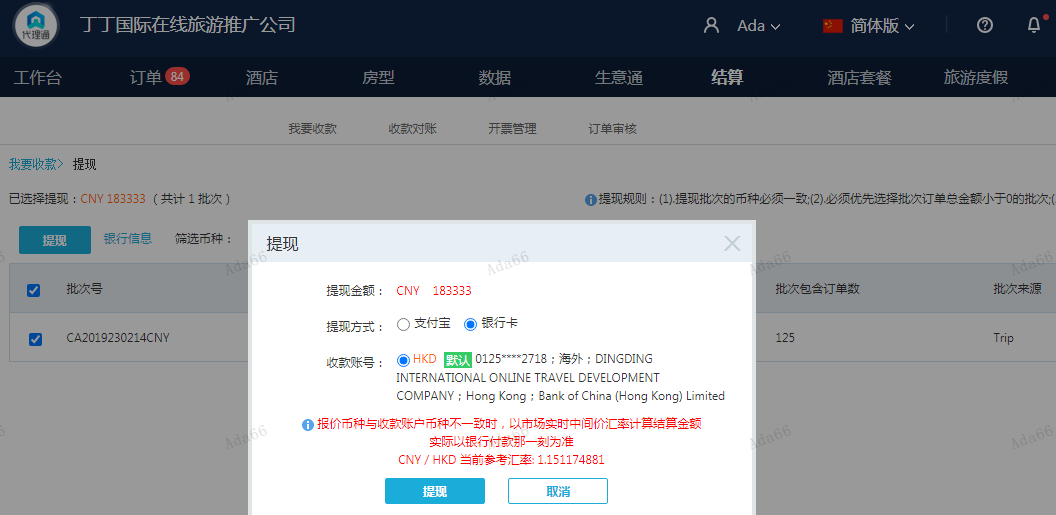 代理通
丁丁国际在线旅游推广公司
Ada
简体版
工作台
订单 84
酒店
房型
数据
生意通
结算
酒店套餐
旅游度假
我要收款
收款对账
开票管理
订单审核
我要收款> 提现
已选择提现：CNY 183333 （ 共计 1 批次 ）
提现规则：(1).提现批次的币种必须一致;(2).必须优先选择批次订单总金额小于0的批次;(
提现
银行信息
筛选币种：
批次号
批次包含订单数
批次来源
CA2019230214CNY
125
Trip
提现
提现金额： CNY 183333
提现方式： 支付宝 银行卡
收款账号： HKD 默认 0125****2718；海外；DINGDING
INTERNATIONAL ONLINE TRAVEL DEVELOPMENT
COMPANY；Hong Kong；Bank of China (Hong Kong) Limited
报价币种与收款账户币种不一致时，以市场实时中间价汇率计算结算金额
实际以银行付款那一刻为准
CNY / HKD 当前参考汇率: 1.151174881
提现
取消
Ada66
Ada66
Ada66
Ada66
Ada66
Ada66
Ada66